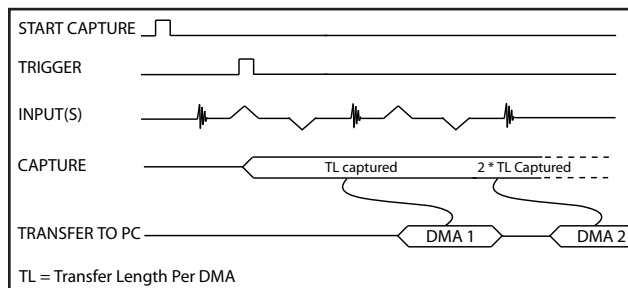 START CAPTURE
TRIGGER
INPUT(S)
CAPTURE
TL captured
2 * TL Captured
TRANSFER TO PC
DMA 1
DMA 2
TL = Transfer Length Per DMA